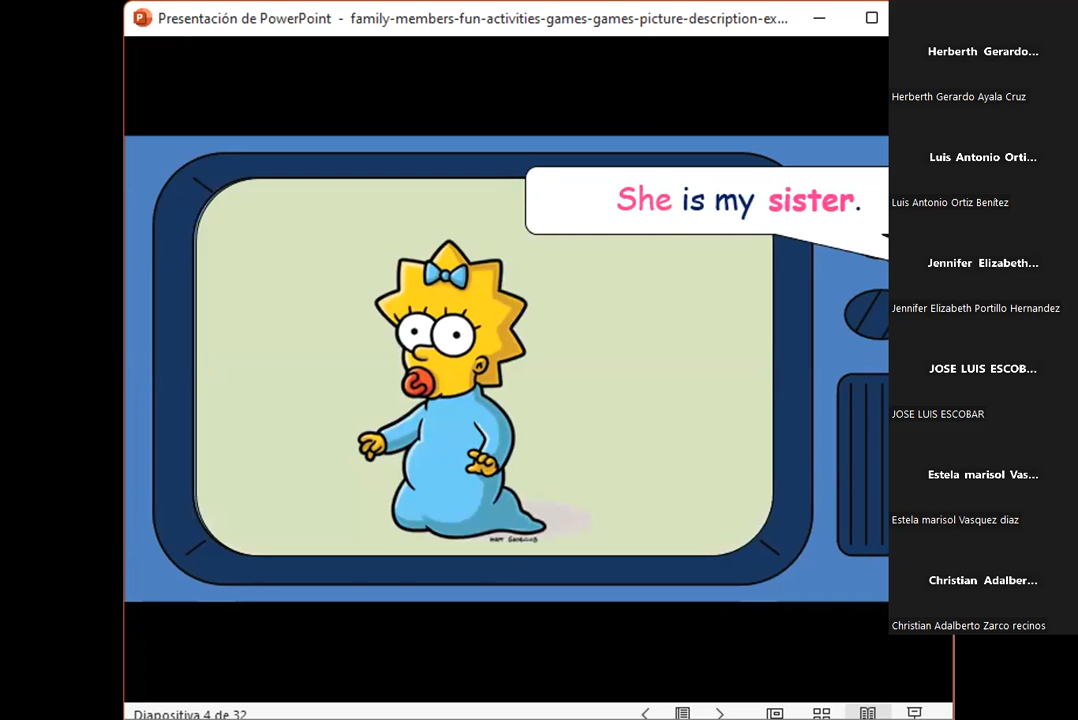 Presentación de PowerPoint - family-members-fun-activities-games-games-picture-description-ex...
She is my sister.
MATT GROENING
Herberth Gerardo...
Herberth Gerardo Ayala Cruz
Luis Antonio Orti...
Luis Antonio Ortiz Benítez
Jennifer Elizabeth...
Jennifer Elizabeth Portillo Hernandez
JOSE LUIS ESCOB...
JOSE LUIS ESCOBAR
Estela marisol Vas...
Estela marisol Vasquez diaz
Christian Adalber...
Christian Adalberto Zarco recinos
Diapositiva 4 de 32